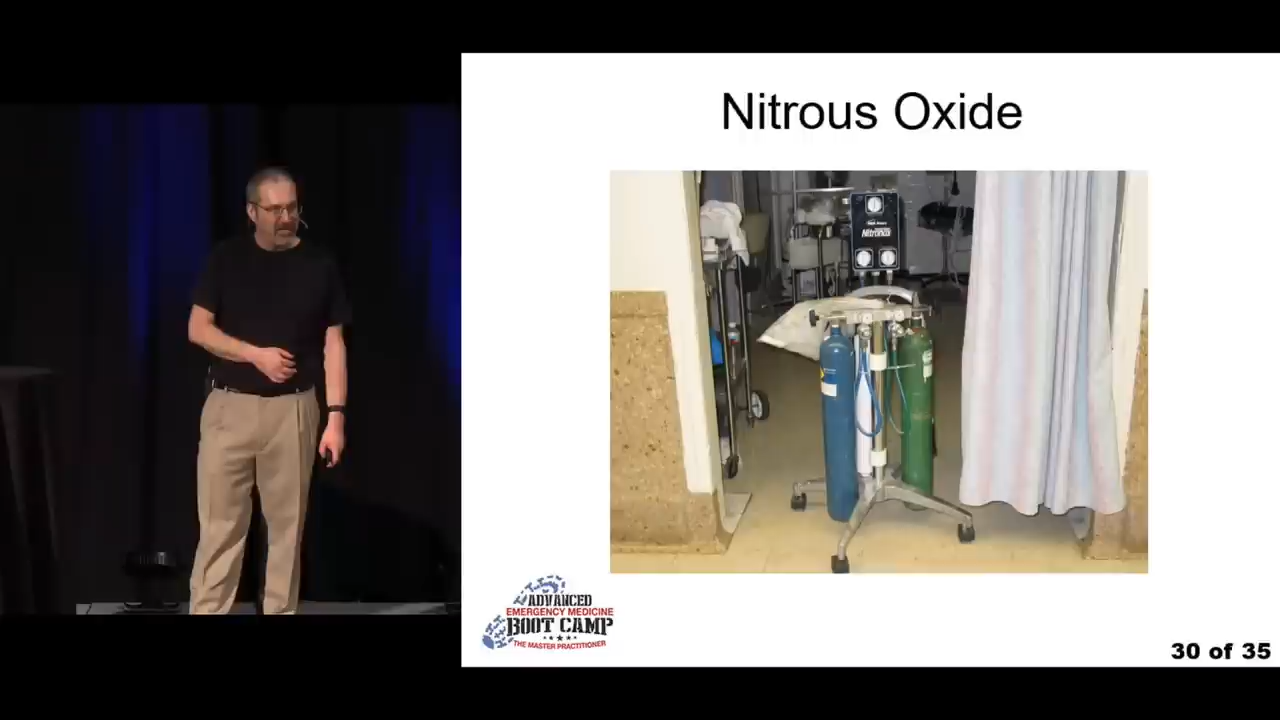 Nitrous Oxide
Nitronox
ADVANCED
EMERGENCY MEDICINE
BOOT CAMP
THE MASTER PRACTITIONER
30 of 35